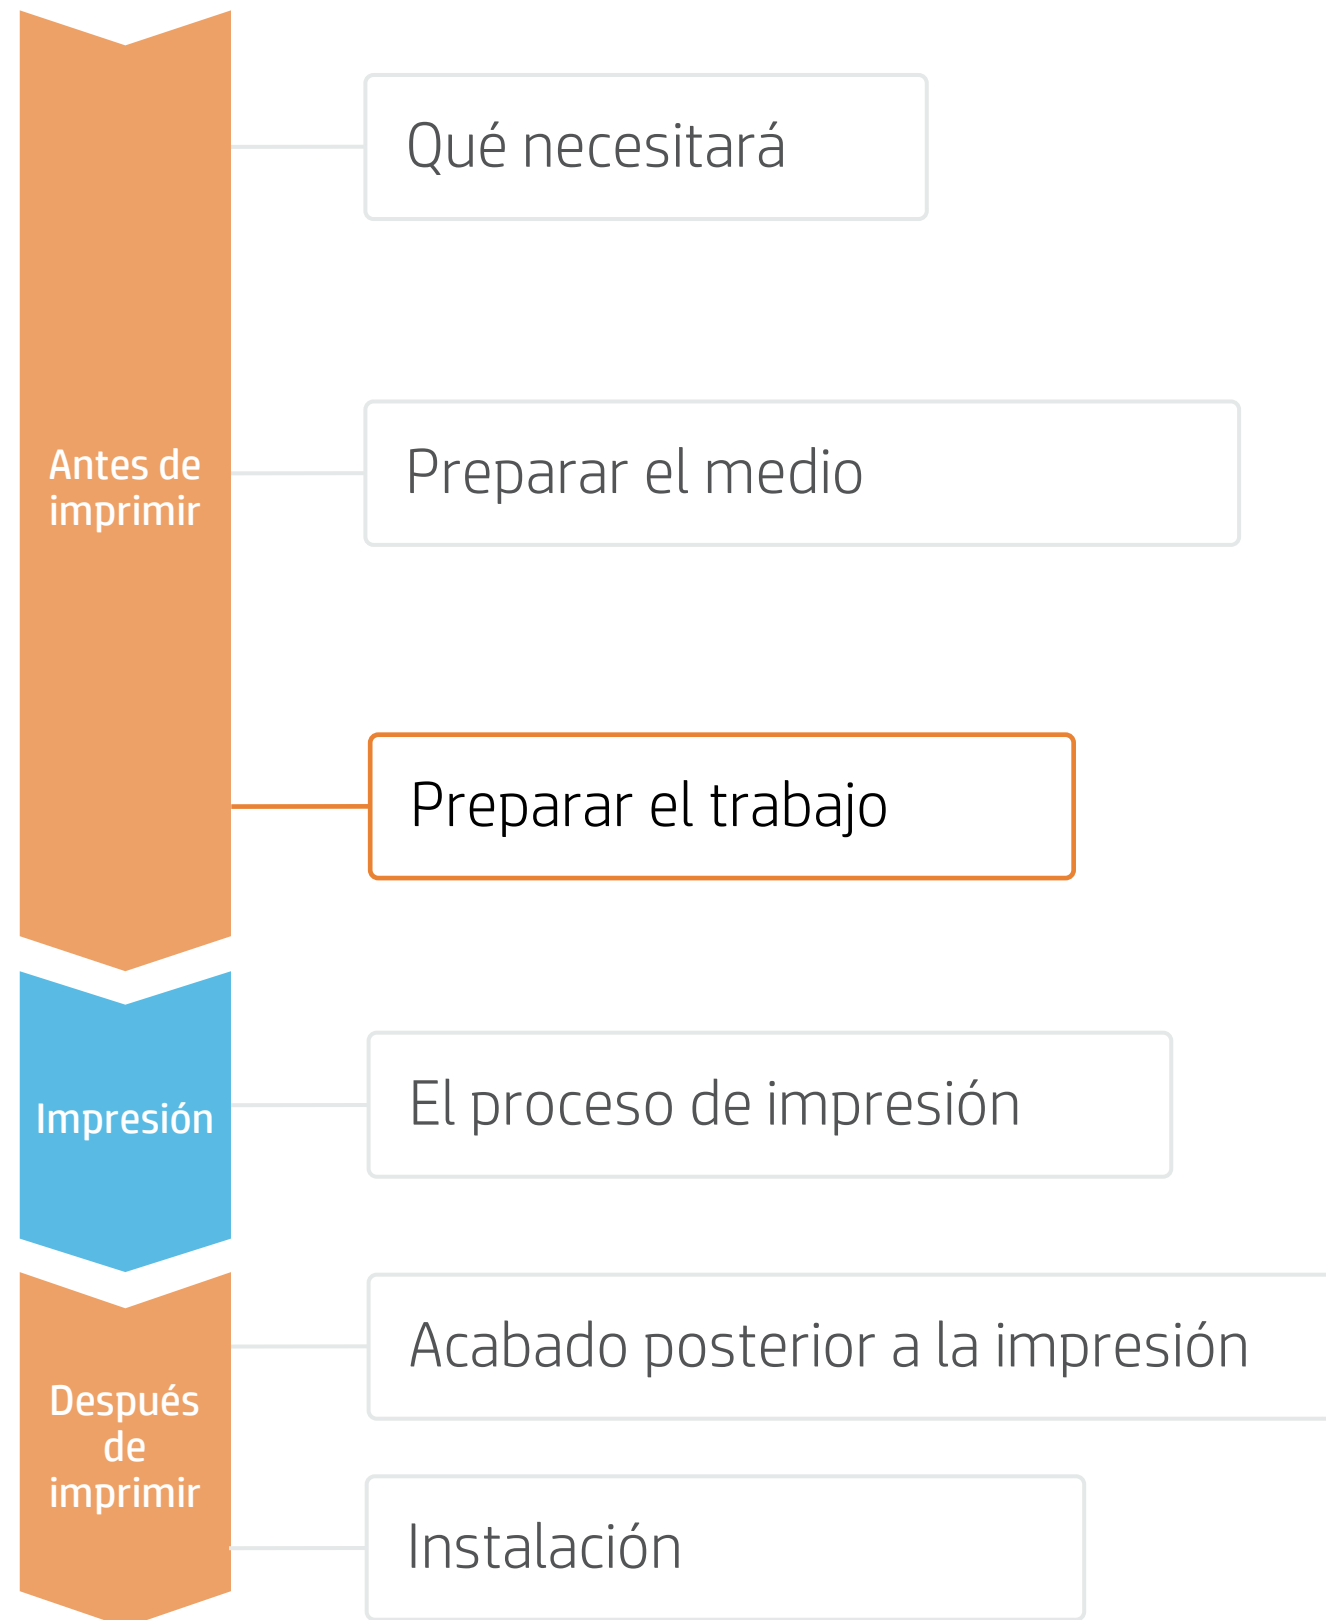 Qué necesitará
Antes de
imprimir
Preparar el medio
Preparar el trabajo
Impresión
El proceso de impresión
Acabado posterior a la impresión
Después
de
imprimir
Instalación